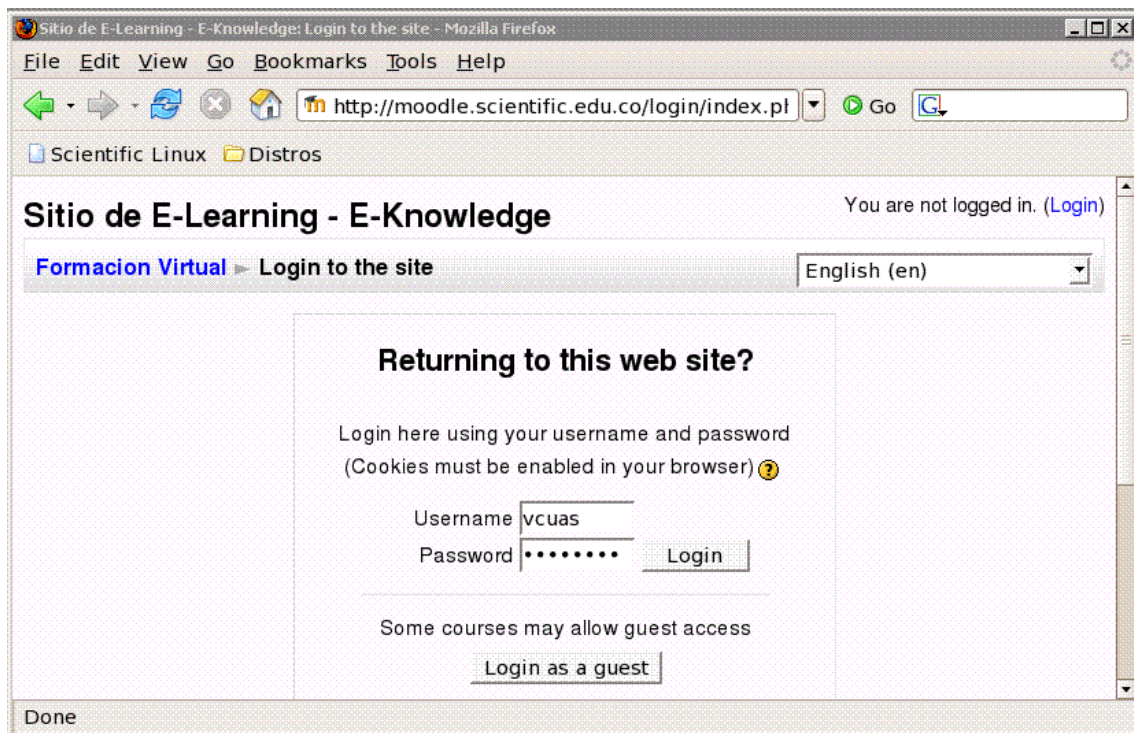 Sitio de E-Learning - E-Knowledge: Login to the site - Mozilla Firefox
File Edit View Go Bookmarks Tools Help
http://moodle.scientific.edu.co/login/index.pl Go G
Scientific Linux Distros
Sitio de E-Learning - E-Knowledge
You are not logged in. (Login)
Formacion Virtual ► Login to the site
English (en)
Returning to this web site?
Login here using your username and password
(Cookies must be enabled in your browser) ?
Username vcuas
Password •••••••• Login
Some courses may allow guest access
Login as a guest
Done